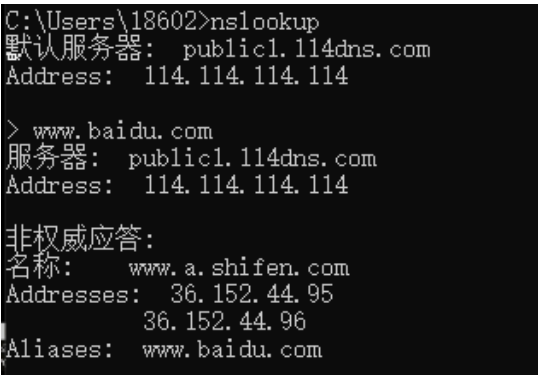 C:\Users\18602>nslookup
默认服务器:  public1.114dns.com
Address:  114.114.114.114
> www.baidu.com
服务器:  public1.114dns.com
Address:  114.114.114.114
非权威应答:
名称:    www.a.shifen.com
Addresses:  36.152.44.95
          36.152.44.96
Aliases:  www.baidu.com